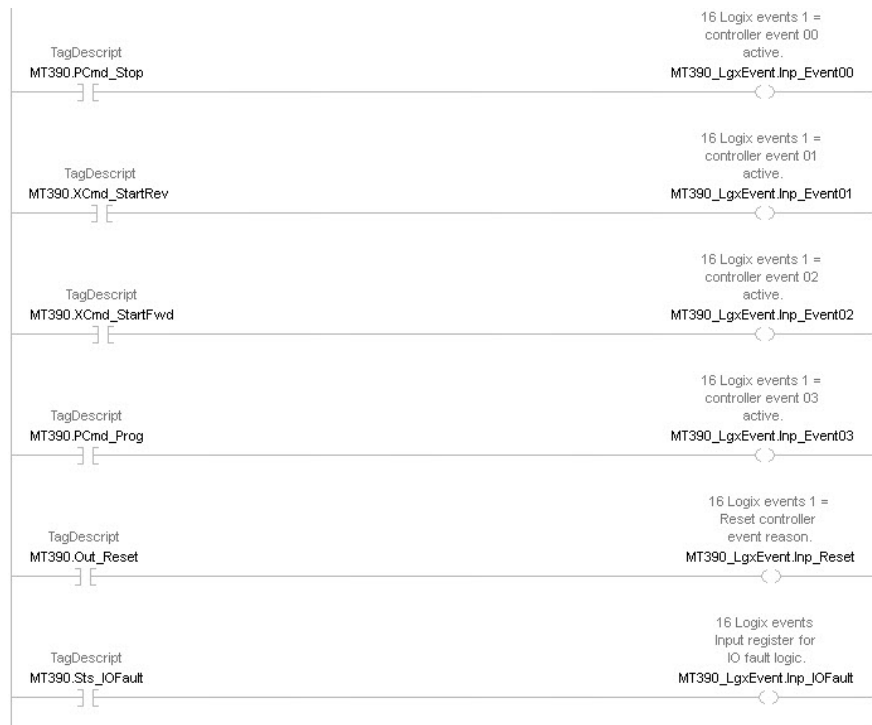 16 Logix events 1 =
controller event 00
active.
TagDescript
MT390.PCmd_Stop
MT390_LgxEvent.Inp_Event00
16 Logix events 1 =
controller event 01
active.
TagDescript
MT390.XCmd_StartRev
MT390_LgxEvent.Inp_Event01
16 Logix events 1 =
controller event 02
active.
TagDescript
MT390.XCmd_StartFwd
MT390_LgxEvent.Inp_Event02
16 Logix events 1 =
controller event 03
active.
TagDescript
MT390.PCmd_Prog
MT390_LgxEvent.Inp_Event03
16 Logix events 1 =
Reset controller
event reason.
TagDescript
MT390.Out_Reset
MT390_LgxEvent.Inp_Reset
16 Logix events
Input register for
IO fault logic.
TagDescript
MT390.Sts_IOFault
MT390_LgxEvent.Inp_IOFault